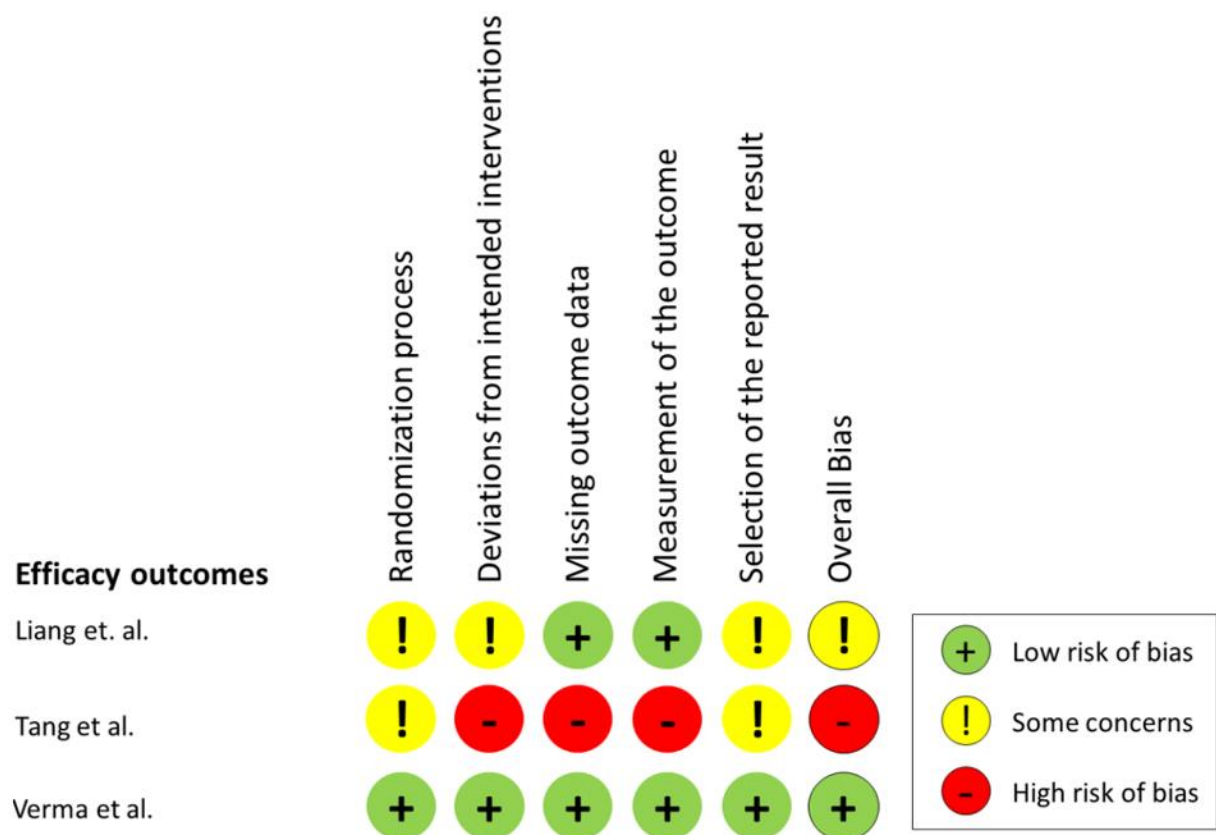 Randomization process
Deviations from intended interventions
Missing outcome data
Measurement of the outcome
Selection of the reported result
Overall Bias
Efficacy outcomes
Liang et. al.
! ! + + ! !
Tang et al.
! - - - ! -
Verma et al.
+ + + + + +
+ Low risk of bias
! Some concerns
- High risk of bias